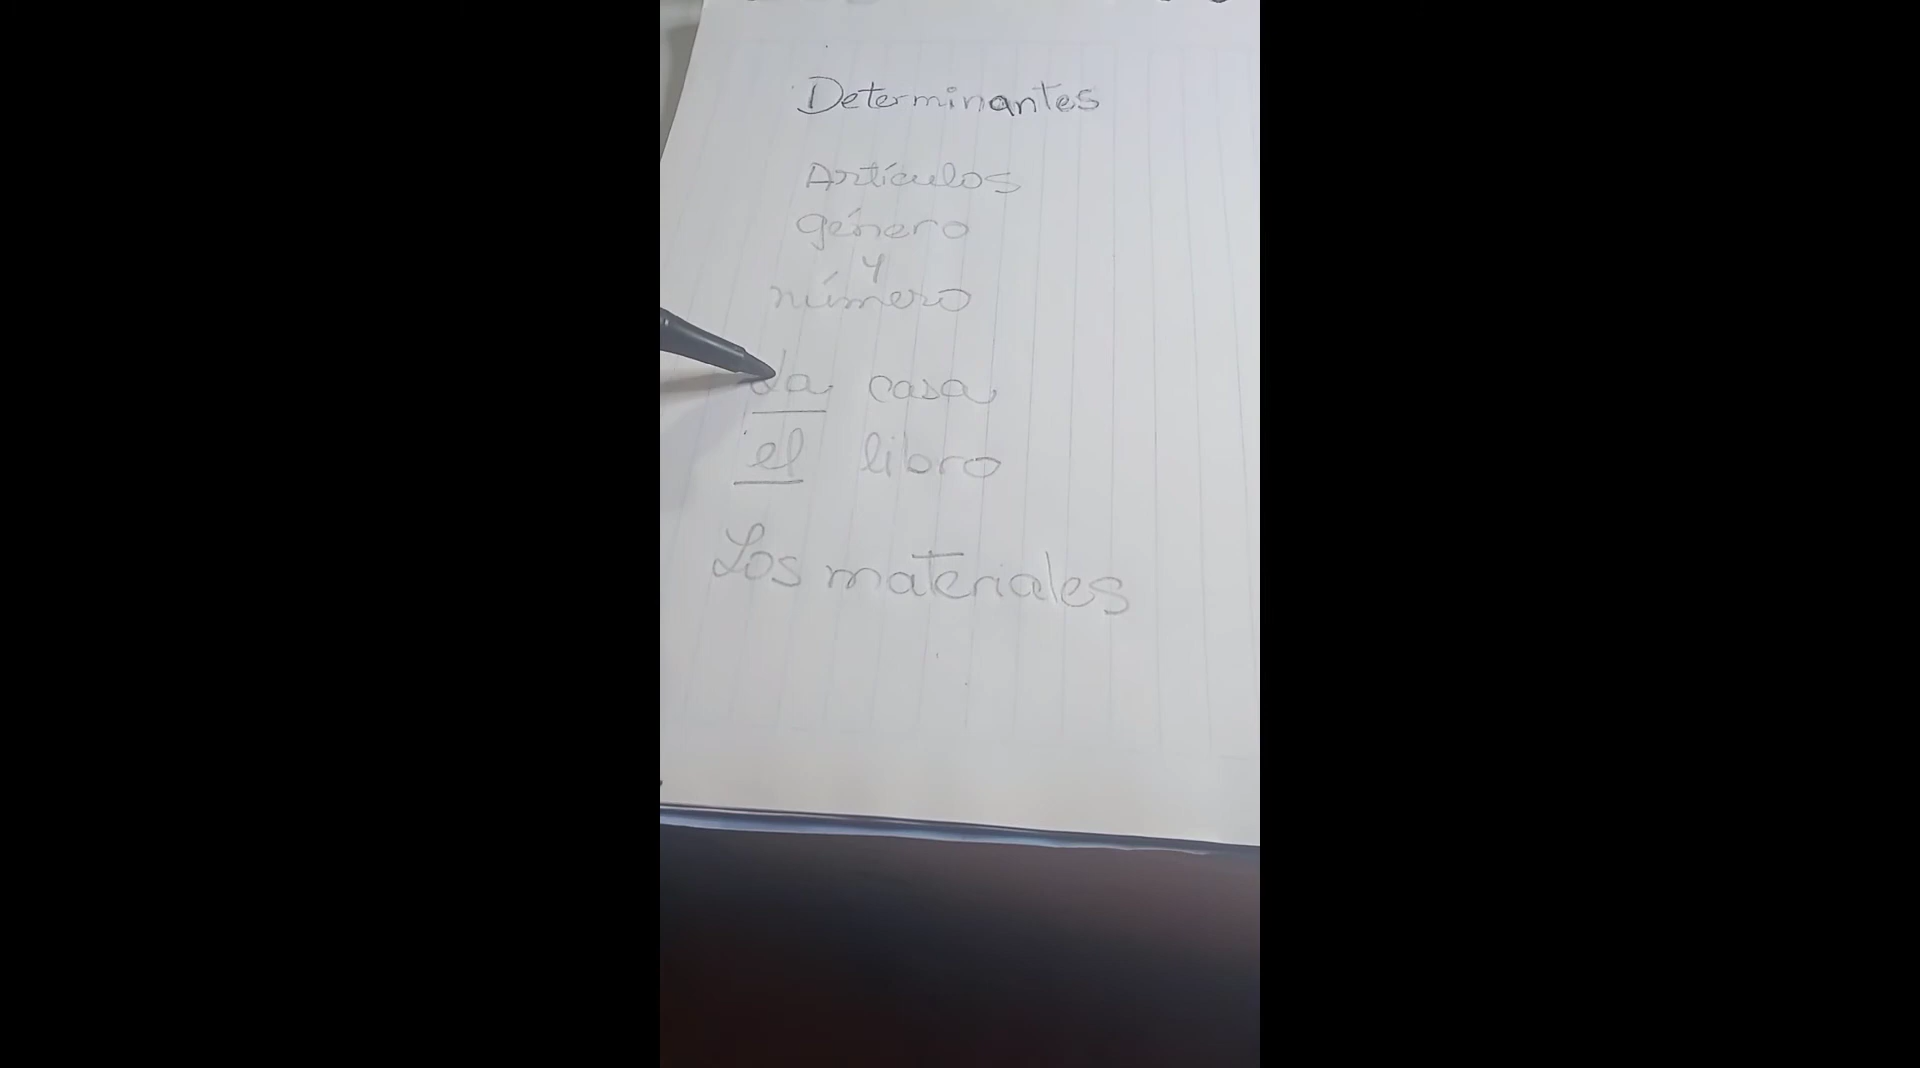 Determinantes
Artículos
género
y
número
La casa
el libro
Los materiales